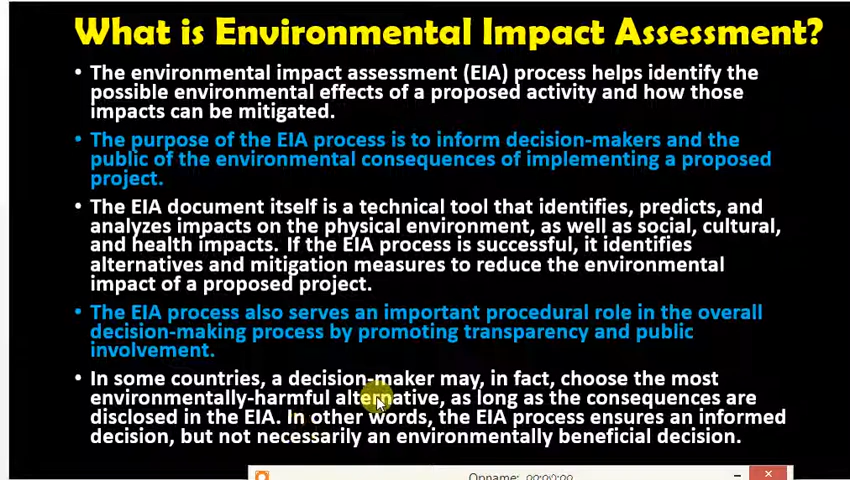 What is Environmental Impact Assessment?
• The environmental impact assessment (EIA) process helps identify the
possible environmental effects of a proposed activity and how those
impacts can be mitigated.
• The purpose of the EIA process is to inform decision-makers and the
public of the environmental consequences of implementing a proposed
project.
• The EIA document itself is a technical tool that identifies, predicts, and
analyzes impacts on the physical environment, as well as social, cultural,
and health impacts. If the EIA process is successful, it identifies
alternatives and mitigation measures to reduce the environmental
impact of a proposed project.
• The EIA process also serves an important procedural role in the overall
decision-making process by promoting transparency and public
involvement.
• In some countries, a decision-maker may, in fact, choose the most
environmentally-harmful alternative, as long as the consequences are
disclosed in the EIA. In other words, the EIA process ensures an informed
decision, but not necessarily an environmentally beneficial decision.
Opname: 00:00:00